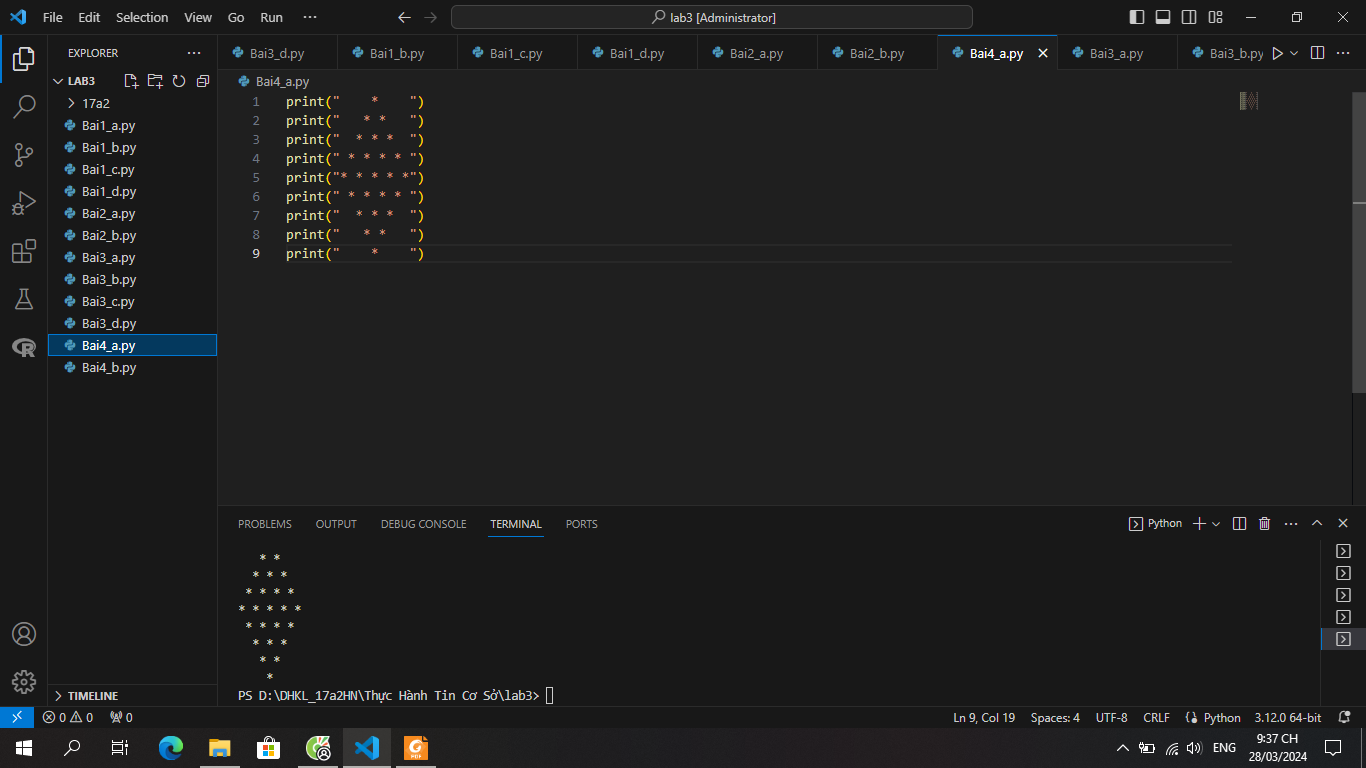 File Edit Selection View Go Run ··· lab3 [Administrator]
EXPLORER ···
LAB3
17a2
Bai1_a.py
Bai1_b.py
Bai1_c.py
Bai1_d.py
Bai2_a.py
Bai2_b.py
Bai3_a.py
Bai3_b.py
Bai3_c.py
Bai3_d.py
Bai4_a.py
Bai4_b.py
TIMELINE
Bai3_d.py Bai1_b.py Bai1_c.py Bai1_d.py Bai2_a.py Bai2_b.py Bai4_a.py Bai3_a.py Bai3_b.py
Bai4_a.py
1 print("    *    ")
2 print("   * *   ")
3 print("  * * *  ")
4 print(" * * * * ")
5 print("* * * * *")
6 print(" * * * * ")
7 print("  * * *  ")
8 print("   * *   ")
9 print("    *    ")
PROBLEMS OUTPUT DEBUG CONSOLE TERMINAL PORTS Python
   * *
  * * *
 * * * *
* * * * *
 * * * *
  * * *
   * *
    *
PS D:\DHKL_17a2HN\Thực Hành Tin Cơ Sở\lab3>
0 0 0 Ln 9, Col 19 Spaces: 4 UTF-8 CRLF Python 3.12.0 64-bit
ENG 9:37 CH
28/03/2024